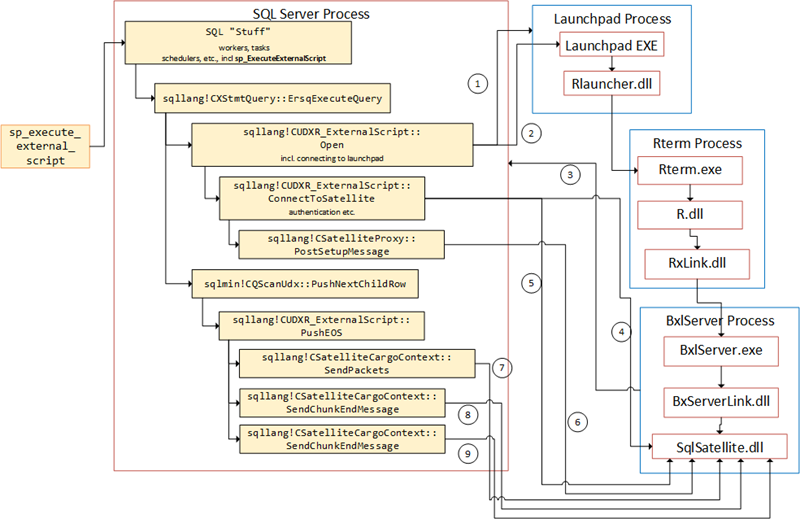 SQL Server Process
SQL "Stuff"
workers, tasks
schedulers, etc., incl sp_ExecuteExternalScript
sqllang!CXStmtQuery::ErsqExecuteQuery
sp_execute_
external_
script
sqllang!CUDXR_ExternalScript::
Open
incl. connecting to launchpad
sqllang!CUDXR_ExternalScript::
ConnectToSatellite
authentication etc.
sqllang!CSatelliteProxy::
PostSetupMessage
sqlmin!CQScanUdx::PushNextChildRow
sqllang!CUDXR_ExternalScript::
PushEOS
sqllang!CSatelliteCargoContext::
SendPackets
sqllang!CSatelliteCargoContext::
SendChunkEndMessage
sqllang!CSatelliteCargoContext::
SendChunkEndMessage
1
2
3
4
5
6
7
8
9
Launchpad Process
Launchpad EXE
Rlauncher.dll
Rterm Process
Rterm.exe
R.dll
RxLink.dll
BxlServer Process
BxlServer.exe
BxServerLink.dll
SqlSatellite.dll